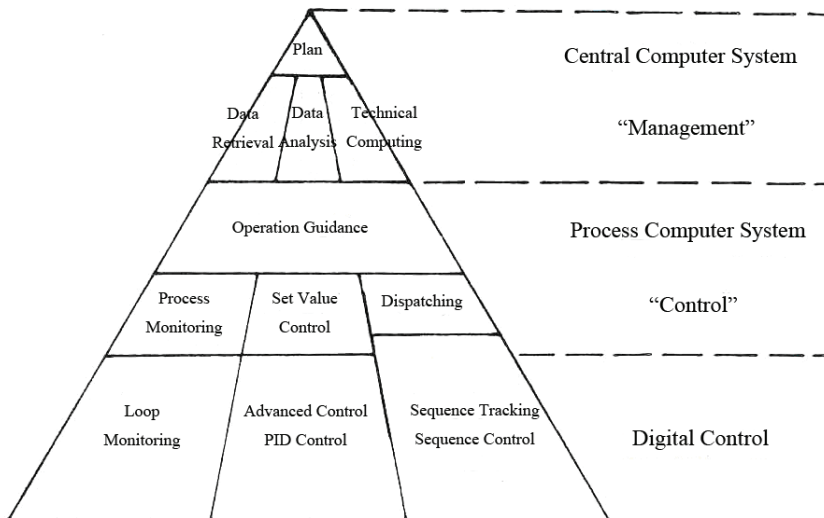 Plan
Central Computer System
Data Retrieval
Data Analysis
Technical Computing
“Management”
Operation Guidance
Process Computer System
Process Monitoring
Set Value Control
Dispatching
“Control”
Loop Monitoring
Advanced Control
PID Control
Sequence Tracking
Sequence Control
Digital Control